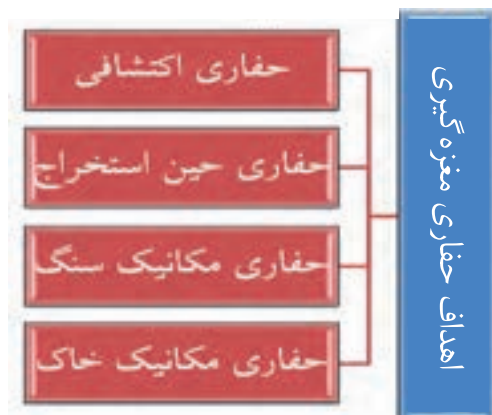 اهداف حفاری مغزه گیری
حفاری اکتشافی
حفاری حین استخراج
حفاری مکانیک سنگ
حفاری مکانیک خاک